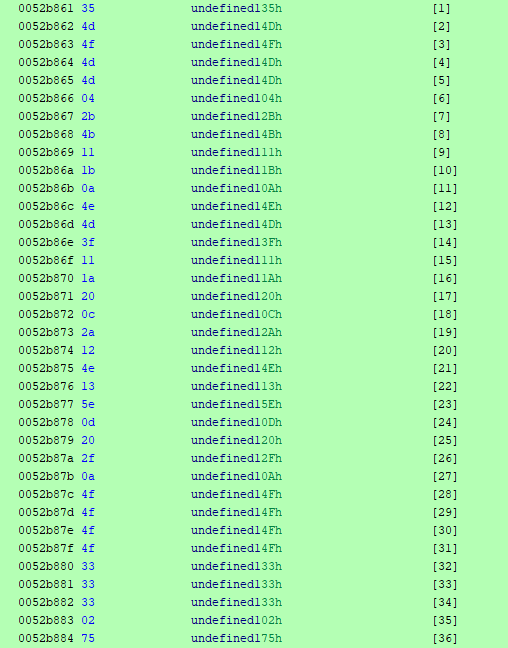 0052b861 35 undefined135h [1]
0052b862 4d undefined14Dh [2]
0052b863 4f undefined14Fh [3]
0052b864 4d undefined14Dh [4]
0052b865 4d undefined14Dh [5]
0052b866 04 undefined104h [6]
0052b867 2b undefined12Bh [7]
0052b868 4b undefined14Bh [8]
0052b869 11 undefined111h [9]
0052b86a 1b undefined11Bh [10]
0052b86b 0a undefined10Ah [11]
0052b86c 4e undefined14Eh [12]
0052b86d 4d undefined14Dh [13]
0052b86e 3f undefined13Fh [14]
0052b86f 11 undefined111h [15]
0052b870 1a undefined11Ah [16]
0052b871 20 undefined120h [17]
0052b872 0c undefined10Ch [18]
0052b873 2a undefined12Ah [19]
0052b874 12 undefined112h [20]
0052b875 4e undefined14Eh [21]
0052b876 13 undefined113h [22]
0052b877 5e undefined15Eh [23]
0052b878 0d undefined10Dh [24]
0052b879 20 undefined120h [25]
0052b87a 2f undefined12Fh [26]
0052b87b 0a undefined10Ah [27]
0052b87c 4f undefined14Fh [28]
0052b87d 4f undefined14Fh [29]
0052b87e 4f undefined14Fh [30]
0052b87f 4f undefined14Fh [31]
0052b880 33 undefined133h [32]
0052b881 33 undefined133h [33]
0052b882 33 undefined133h [34]
0052b883 02 undefined102h [35]
0052b884 75 undefined175h [36]